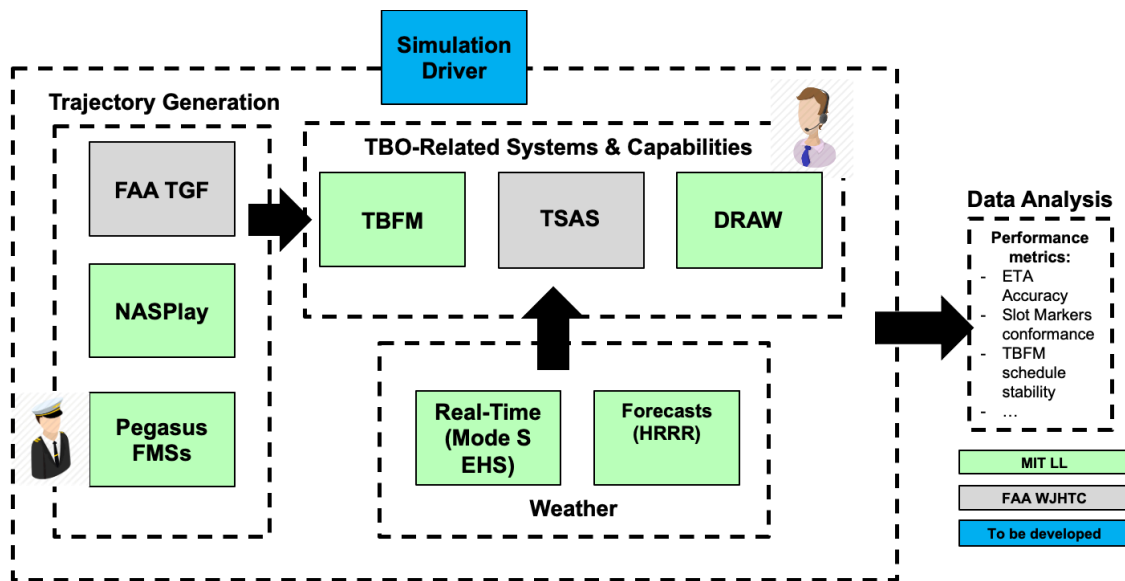 Simulation
Driver
Trajectory Generation
FAA TGF
NASPlay
Pegasus
FMSs
TBO-Related Systems & Capabilities
TBFM
TSAS
DRAW
Real-Time
(Mode S
EHS)
Forecasts
(HRRR)
Weather
Data Analysis
Performance
metrics:
- ETA
Accuracy
- Slot Markers
conformance
- TBFM
schedule
stability
- …
MIT LL
FAA WJHTC
To be developed